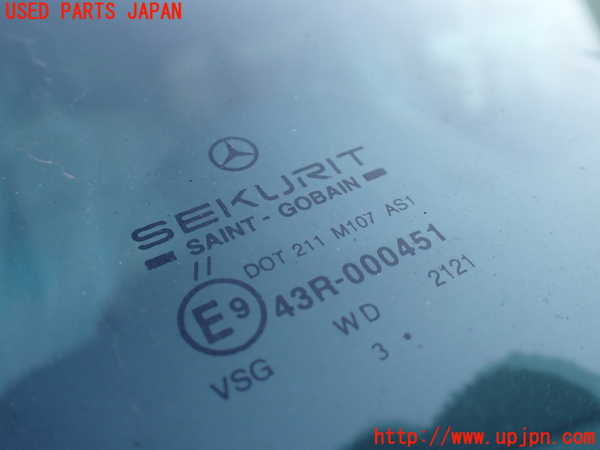 USED PARTS JAPAN
SEKURIT
SAINT-GOBAIN
//
DOT 211 M107 AS1
E9 43R-000451
VSG WD 2121
3 •
http://www.upjpn.com/